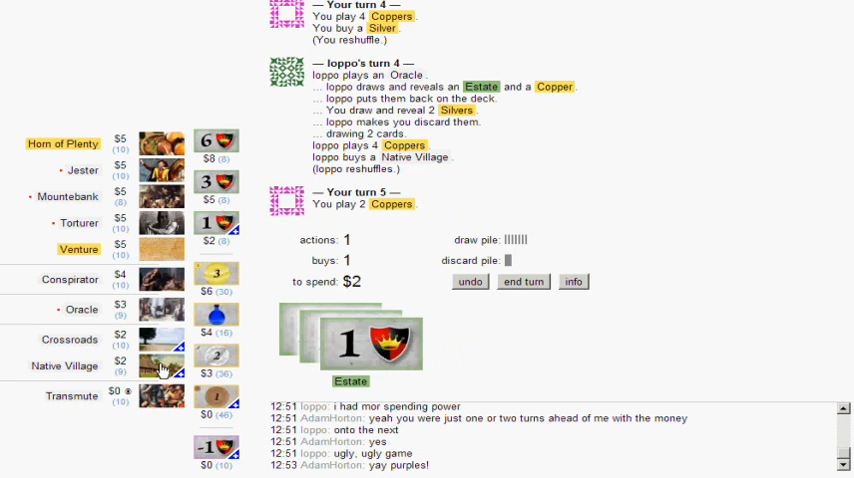 — Your turn 4 —
You play 4 Coppers.
You buy a Silver.
(You reshuffle.)
— loppo's turn 4 —
loppo plays an Oracle.
... loppo draws and reveals an Estate and a Copper.
... loppo puts them back on the deck.
... You draw and reveal 2 Silvers.
... loppo makes you discard them.
... drawing 2 cards.
loppo plays 4 Coppers.
loppo buys a Native Village.
(loppo reshuffles.)
— Your turn 5 —
You play 2 Coppers.
Horn of Plenty $5 (10)
Jester $5 (10)
Mountebank $5 (8)
Torturer $5 (10)
Venture $5 (10)
Conspirator $4 (10)
Oracle $3 (9)
Crossroads $2 (10)
Native Village $2 (9)
Transmute $0 (10)
6
$8 (8)
3
$5 (8)
1
$2 (8)
3
$6 (30)
$4 (16)
2
$3 (36)
1
$0 (46)
-1
$0 (10)
actions: 1 draw pile:
buys: 1 discard pile:
to spend: $2 undo end turn info
1
Estate
12:51 loppo: i had mor spending power
12:51 AdamHorton: yeah you were just one or two turns ahead of me with the money
12:51 loppo: onto the next
12:51 AdamHorton: yes
12:51 loppo: ugly, ugly game
12:53 AdamHorton: yay purples!